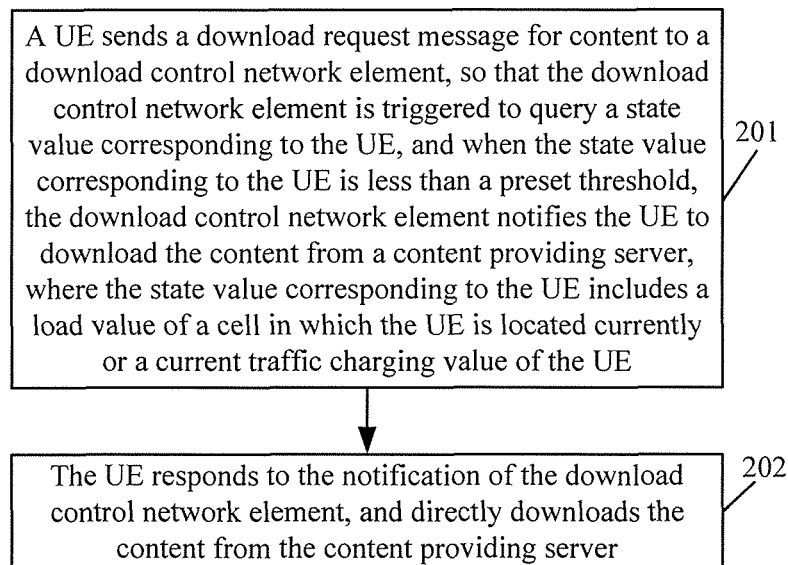 A UE sends a download request message for content to a
download control network element, so that the download
control network element is triggered to query a state
value corresponding to the UE, and when the state value
corresponding to the UE is less than a preset threshold,
the download control network element notifies the UE to
download the content from a content providing server,
where the state value corresponding to the UE includes a
load value of a cell in which the UE is located currently
or a current traffic charging value of the UE
201
The UE responds to the notification of the download
control network element, and directly downloads the
content from the content providing server
202